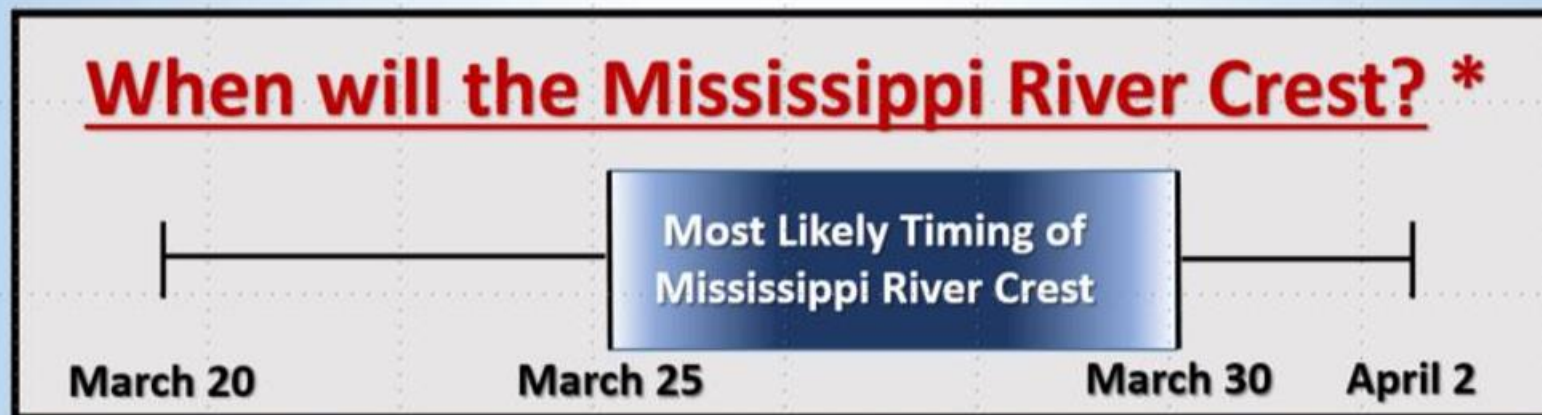 When will the Mississippi River Crest? *
Most Likely Timing of
Mississippi River Crest
March 20 March 25 March 30 April 2